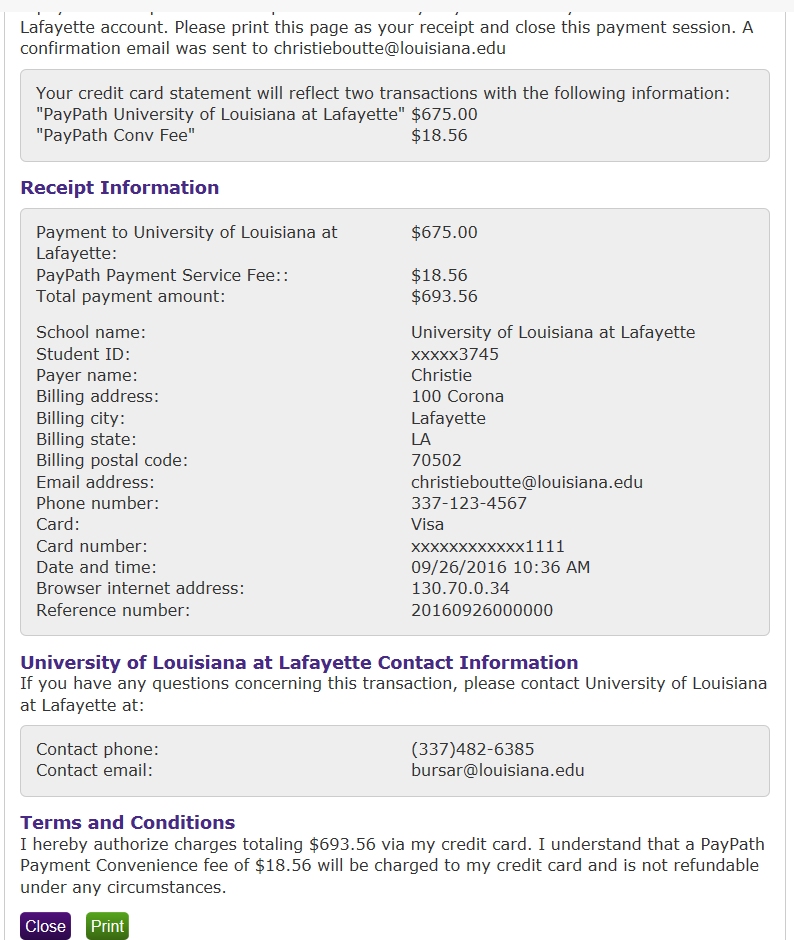 Lafayette account. Please print this page as your receipt and close this payment session. A
confirmation email was sent to christieboutte@louisiana.edu
Your credit card statement will reflect two transactions with the following information:
"PayPath University of Louisiana at Lafayette" $675.00
"PayPath Conv Fee" $18.56
Receipt Information
Payment to University of Louisiana at Lafayette: $675.00
PayPath Payment Service Fee:: $18.56
Total payment amount: $693.56
School name: University of Louisiana at Lafayette
Student ID: xxxxx3745
Payer name: Christie
Billing address: 100 Corona
Billing city: Lafayette
Billing state: LA
Billing postal code: 70502
Email address: christieboutte@louisiana.edu
Phone number: 337-123-4567
Card: Visa
Card number: xxxxxxxxxxxx1111
Date and time: 09/26/2016 10:36 AM
Browser internet address: 130.70.0.34
Reference number: 20160926000000
University of Louisiana at Lafayette Contact Information
If you have any questions concerning this transaction, please contact University of Louisiana
at Lafayette at:
Contact phone: (337)482-6385
Contact email: bursar@louisiana.edu
Terms and Conditions
I hereby authorize charges totaling $693.56 via my credit card. I understand that a PayPath
Payment Convenience fee of $18.56 will be charged to my credit card and is not refundable
under any circumstances.
Close Print